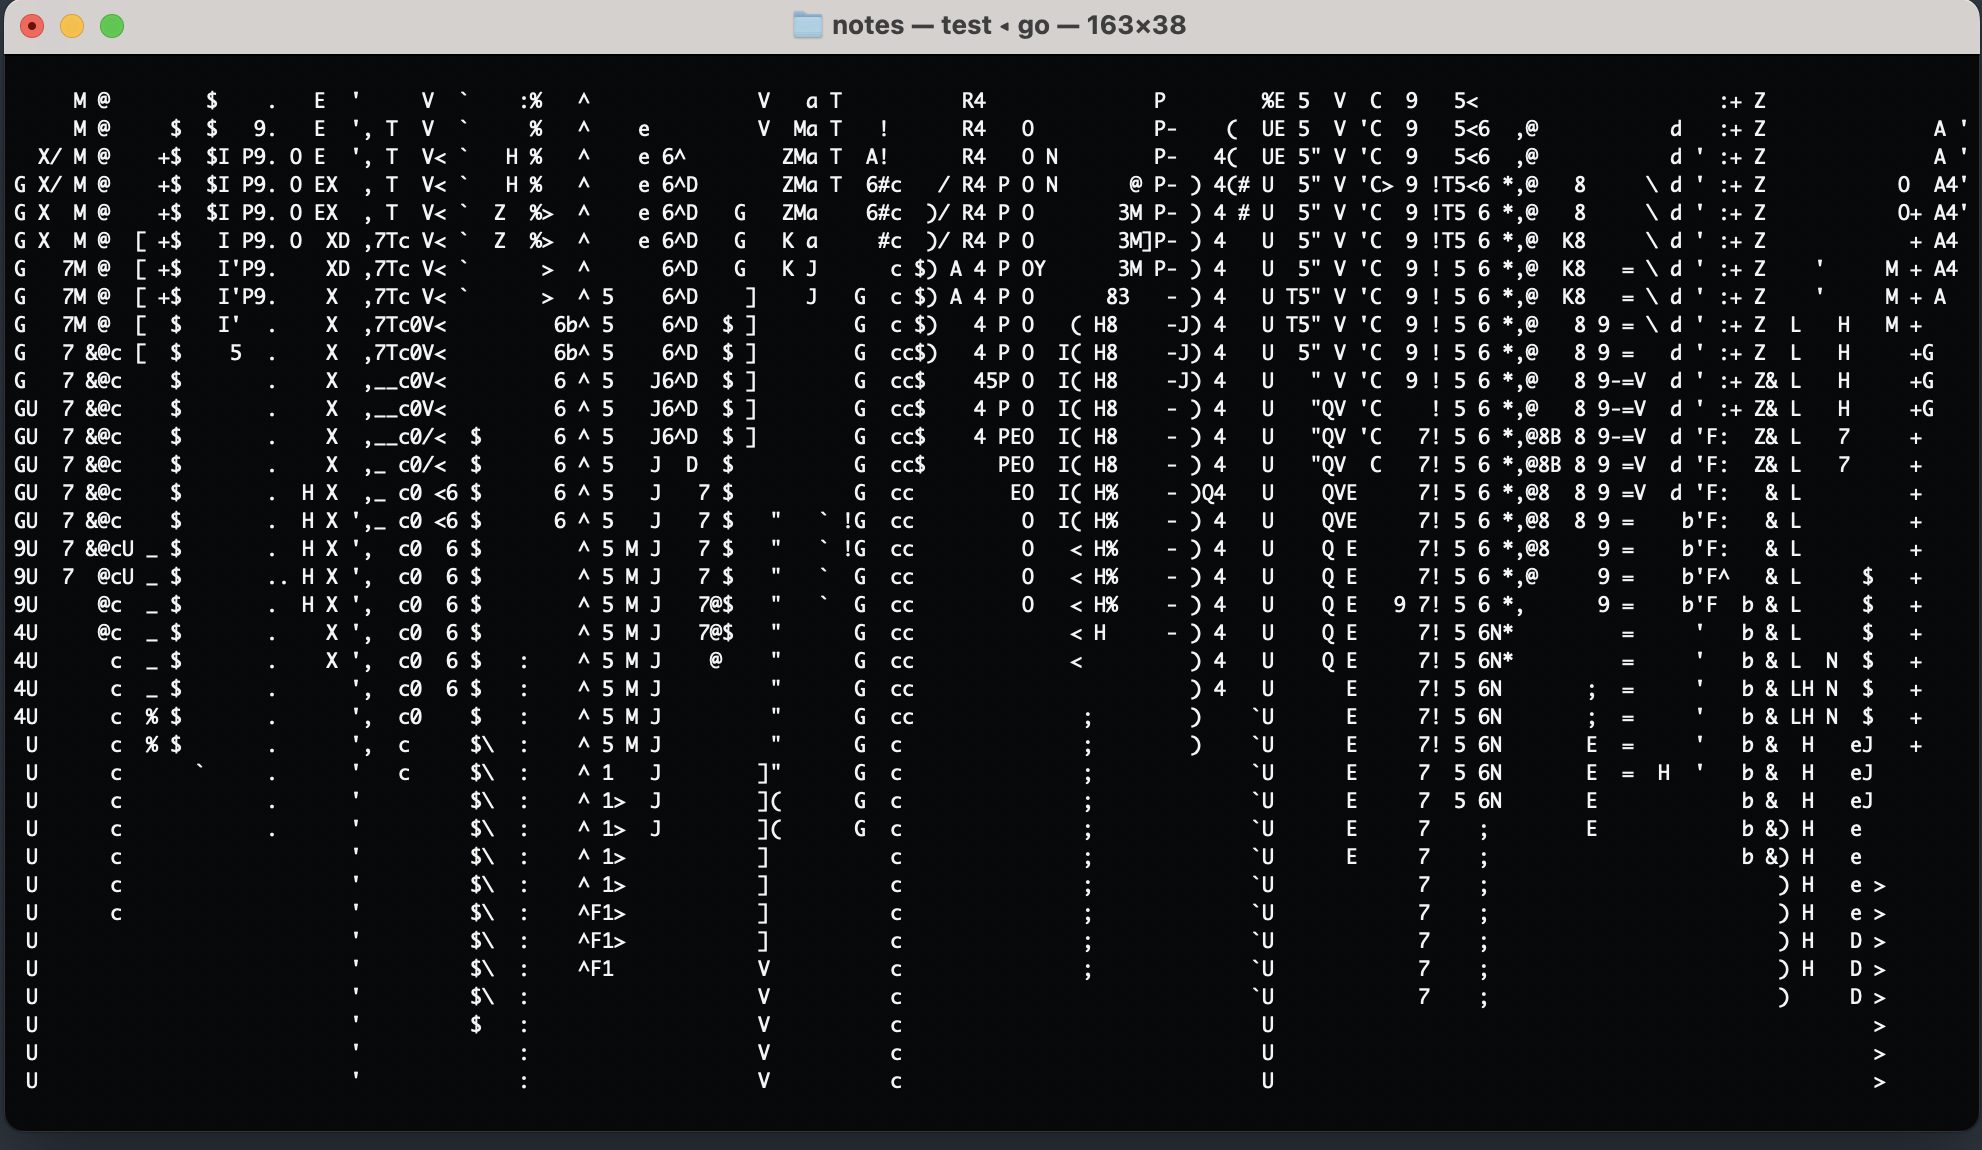 notes — test ◂ go — 163×38
M @ $ . E ' V ` :% ^ V a T R4 P %E 5 V C 9 5< :+ Z
M @ $ $ 9. E ', T V ` % ^ e V Ma T ! R4 O P- ( UE 5 V 'C 9 5<6 ,@ d :+ Z A '
X/ M @ +$ $I P9. O E ', T V< ` H % ^ e 6^ ZMa T A! R4 O N P- 4( UE 5" V 'C 9 5<6 ,@ d ' :+ Z A '
G X/ M @ +$ $I P9. O EX , T V< ` H % ^ e 6^D ZMa T 6#c / R4 P O N @ P- ) 4(# U 5" V 'C> 9 !T5<6 *,@ 8 \ d ' :+ Z O A4'
G X M @ +$ $I P9. O EX , T V< ` Z %> ^ e 6^D G ZMa 6#c )/ R4 P O 3M P- ) 4 # U 5" V 'C 9 !T5 6 *,@ 8 \ d ' :+ Z O+ A4'
G X M @ [ +$ I P9. O XD ,7Tc V< ` Z %> ^ e 6^D G K a #c )/ R4 P O 3M]P- ) 4 U 5" V 'C 9 !T5 6 *,@ K8 \ d ' :+ Z + A4
G 7M @ [ +$ I'P9. XD ,7Tc V< ` > ^ 6^D G K J c $) A 4 P OY 3M P- ) 4 U 5" V 'C 9 ! 5 6 *,@ K8 = \ d ' :+ Z ' M + A4
G 7M @ [ +$ I'P9. X ,7Tc V< ` > ^ 5 6^D ] J G c $) A 4 P O 83 - ) 4 U T5" V 'C 9 ! 5 6 *,@ K8 = \ d ' :+ Z ' M + A
G 7M @ [ $ I' . X ,7Tc0V< 6b^ 5 6^D $ ] G c $) 4 P O ( H8 -J) 4 U T5" V 'C 9 ! 5 6 *,@ 8 9 = \ d ' :+ Z L H M +
G 7 &@c [ $ 5 . X ,7Tc0V< 6b^ 5 6^D $ ] G cc$) 4 P O I( H8 -J) 4 U 5" V 'C 9 ! 5 6 *,@ 8 9 = d ' :+ Z L H +G
G 7 &@c $ . X ,__c0V< 6 ^ 5 J6^D $ ] G cc$ 45P O I( H8 -J) 4 U " V 'C 9 ! 5 6 *,@ 8 9-=V d ' :+ Z& L H +G
GU 7 &@c $ . X ,__c0V< 6 ^ 5 J6^D $ ] G cc$ 4 P O I( H8 - ) 4 U "QV 'C ! 5 6 *,@ 8 9-=V d ' :+ Z& L H +G
GU 7 &@c $ . X ,__c0/< $ 6 ^ 5 J6^D $ ] G cc$ 4 PEO I( H8 - ) 4 U "QV 'C 7! 5 6 *,@8B 8 9-=V d 'F: Z& L 7 +
GU 7 &@c $ . X ,_ c0/< $ 6 ^ 5 J D $ G cc$ PEO I( H8 - ) 4 U "QV C 7! 5 6 *,@8B 8 9 =V d 'F: Z& L 7 +
GU 7 &@c $ . H X ,_ c0 <6 $ 6 ^ 5 J 7 $ G cc EO I( H% - )Q4 U QVE 7! 5 6 *,@8 8 9 =V d 'F: & L +
GU 7 &@c $ . H X ',_ c0 <6 $ 6 ^ 5 J 7 $ " ` !G cc O I( H% - ) 4 U QVE 7! 5 6 *,@8 8 9 = b'F: & L +
9U 7 &@cU _ $ . H X ', c0 6 $ ^ 5 M J 7 $ " ` !G cc O < H% - ) 4 U Q E 7! 5 6 *,@8 9 = b'F: & L +
9U 7 @cU _ $ .. H X ', c0 6 $ ^ 5 M J 7 $ " ` G cc O < H% - ) 4 U Q E 7! 5 6 *,@ 9 = b'F^ & L $ +
9U @c _ $ . H X ', c0 6 $ ^ 5 M J 7@$ " ` G cc O < H% - ) 4 U Q E 9 7! 5 6 *, 9 = b'F b & L $ +
4U @c _ $ . X ', c0 6 $ ^ 5 M J 7@$ " G cc < H - ) 4 U Q E 7! 5 6N* = ' b & L $ +
4U c _ $ . X ', c0 6 $ : ^ 5 M J @ " G cc < ) 4 U Q E 7! 5 6N* = ' b & L N $ +
4U c _ $ . ', c0 6 $ : ^ 5 M J " G cc ) 4 U E 7! 5 6N ; = ' b & LH N $ +
4U c % $ . ', c0 $ : ^ 5 M J " G cc ; ) `U E 7! 5 6N ; = ' b & LH N $ +
U c % $ . ', c $\ : ^ 5 M J " G c ; ) `U E 7! 5 6N E = ' b & H eJ +
U c ` . ' c $\ : ^ 1 J ]" G c ; `U E 7 5 6N E = H ' b & H eJ
U c . ' $\ : ^ 1> J ]( G c ; `U E 7 5 6N E b & H eJ
U c . ' $\ : ^ 1> J ]( G c ; `U E 7 ; E b &) H e
U c ' $\ : ^ 1> ] c ; `U E 7 ; b &) H e
U c ' $\ : ^ 1> ] c ; `U 7 ; ) H e >
U c ' $\ : ^F1> ] c ; `U 7 ; ) H e >
U ' $\ : ^F1> ] c ; `U 7 ; ) H D >
U ' $\ : ^F1 V c ; `U 7 ; ) H D >
U ' $\ : V c `U 7 ; ) D >
U ' $ : V c U >
U ' : V c U >
U ' : V c U >